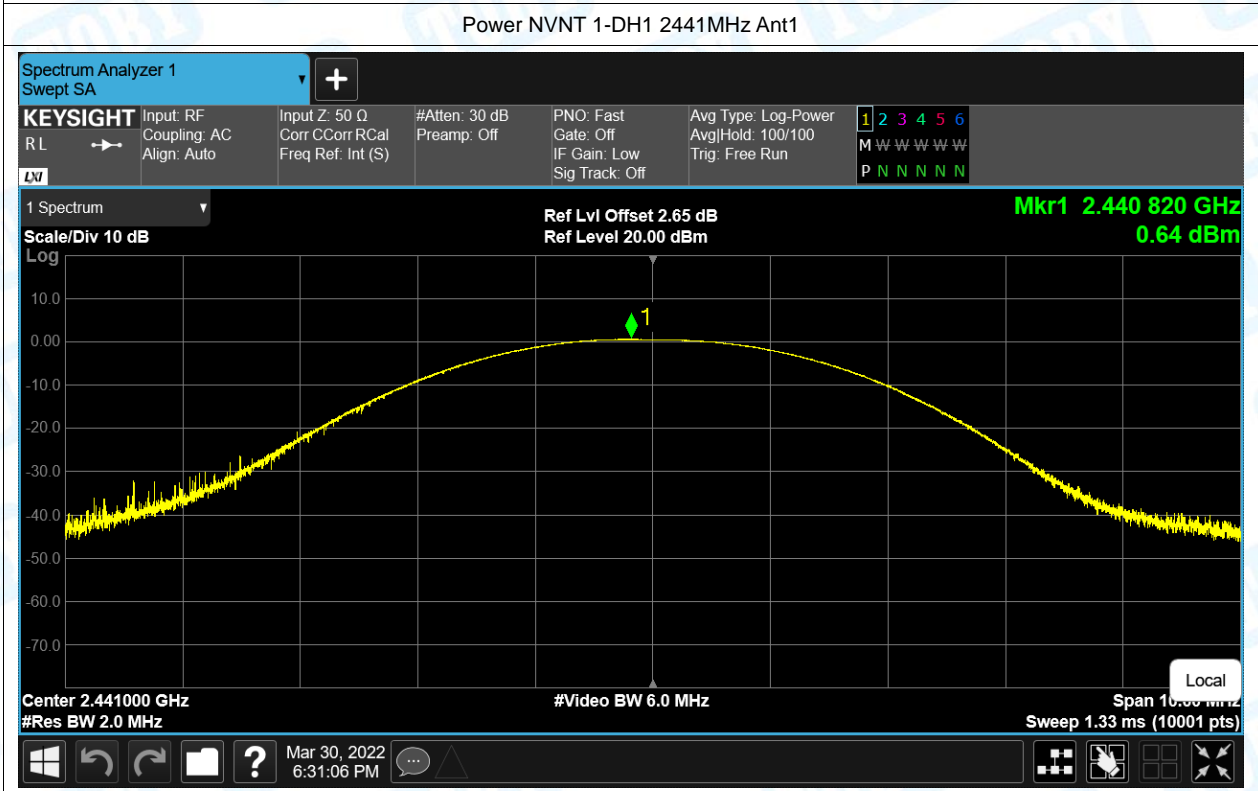 Power NVNT 1-DH1 2441MHz Ant1
Spectrum Analyzer 1
Swept SA
KEYSIGHT
R L
LXI
Input: RF
Coupling: AC
Align: Auto
Input Z: 50 Ω
Corr CCorr RCal
Freq Ref: Int (S)
#Atten: 30 dB
Preamp: Off
PNO: Fast
Gate: Off
IF Gain: Low
Sig Track: Off
Avg Type: Log-Power
Avg|Hold: 100/100
Trig: Free Run
1 2 3 4 5 6
M W W W W W
P N N N N N
1 Spectrum
Scale/Div 10 dB
Log
Ref Lvl Offset 2.65 dB
Ref Level 20.00 dBm
Mkr1 2.440 820 GHz
0.64 dBm
10.0
0.00
-10.0
-20.0
-30.0
-40.0
-50.0
-60.0
-70.0
1
Local
Center 2.441000 GHz
#Video BW 6.0 MHz
Span 10.00 MHz
#Res BW 2.0 MHz
Sweep 1.33 ms (10001 pts)
?
Mar 30, 2022
6:31:06 PM